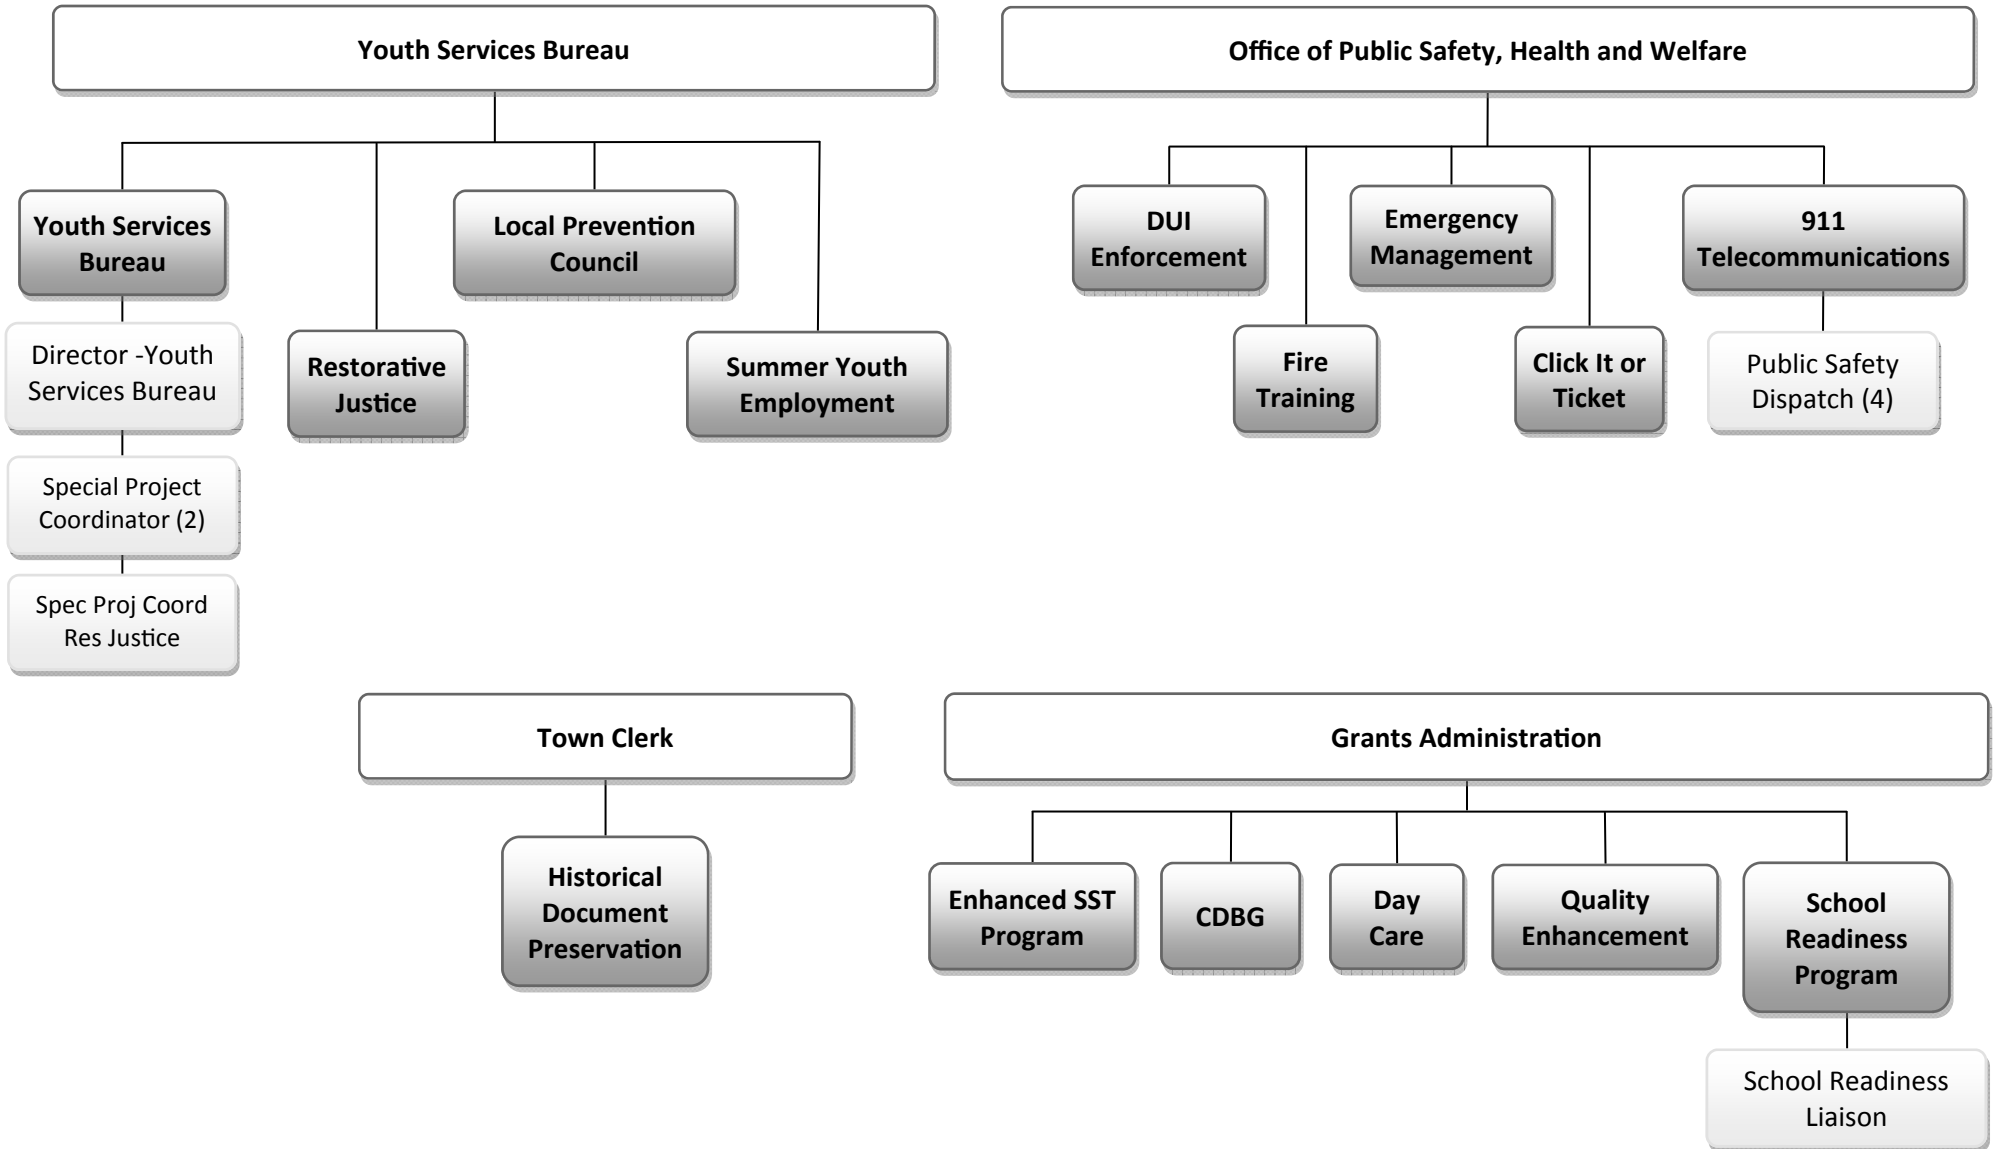 Youth Services Bureau
Office of Public Safety, Health and Welfare
Youth Services
Bureau
Local Prevention
Council
DUI
Enforcement
Emergency
Management
911
Telecommunications
Director -Youth
Services Bureau
Restorative
Justice
Summer Youth
Employment
Fire
Training
Click It or
Ticket
Public Safety
Dispatch (4)
Special Project
Coordinator (2)
Spec Proj Coord
Res Justice
Town Clerk
Grants Administration
Historical
Document
Preservation
Enhanced SST
Program
CDBG
Day
Care
Quality
Enhancement
School
Readiness
Program
School Readiness
Liaison